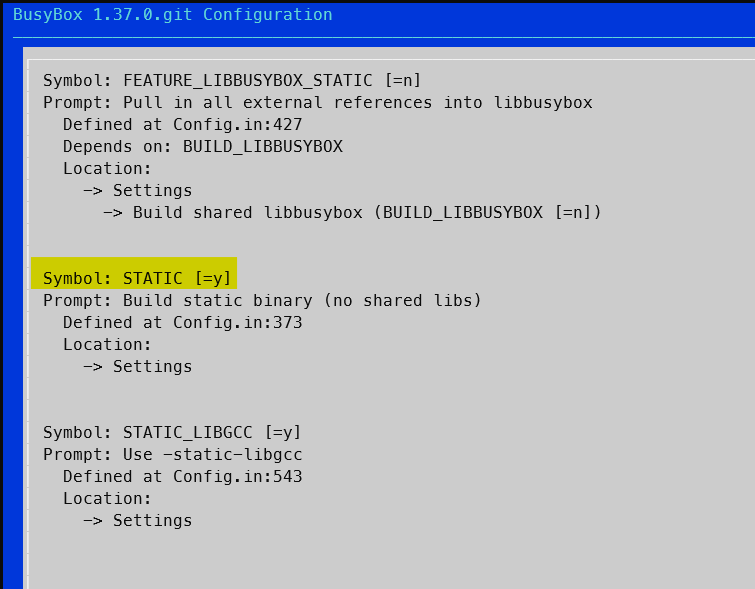 BusyBox 1.37.0.git Configuration
Symbol: FEATURE_LIBBUSYBOX_STATIC [=n]
Prompt: Pull in all external references into libbusybox
Defined at Config.in:427
Depends on: BUILD_LIBBUSYBOX
Location:
-> Settings
-> Build shared libbusybox (BUILD_LIBBUSYBOX [=n])
Symbol: STATIC [=y]
Prompt: Build static binary (no shared libs)
Defined at Config.in:373
Location:
-> Settings
Symbol: STATIC_LIBGCC [=y]
Prompt: Use -static-libgcc
Defined at Config.in:543
Location:
-> Settings